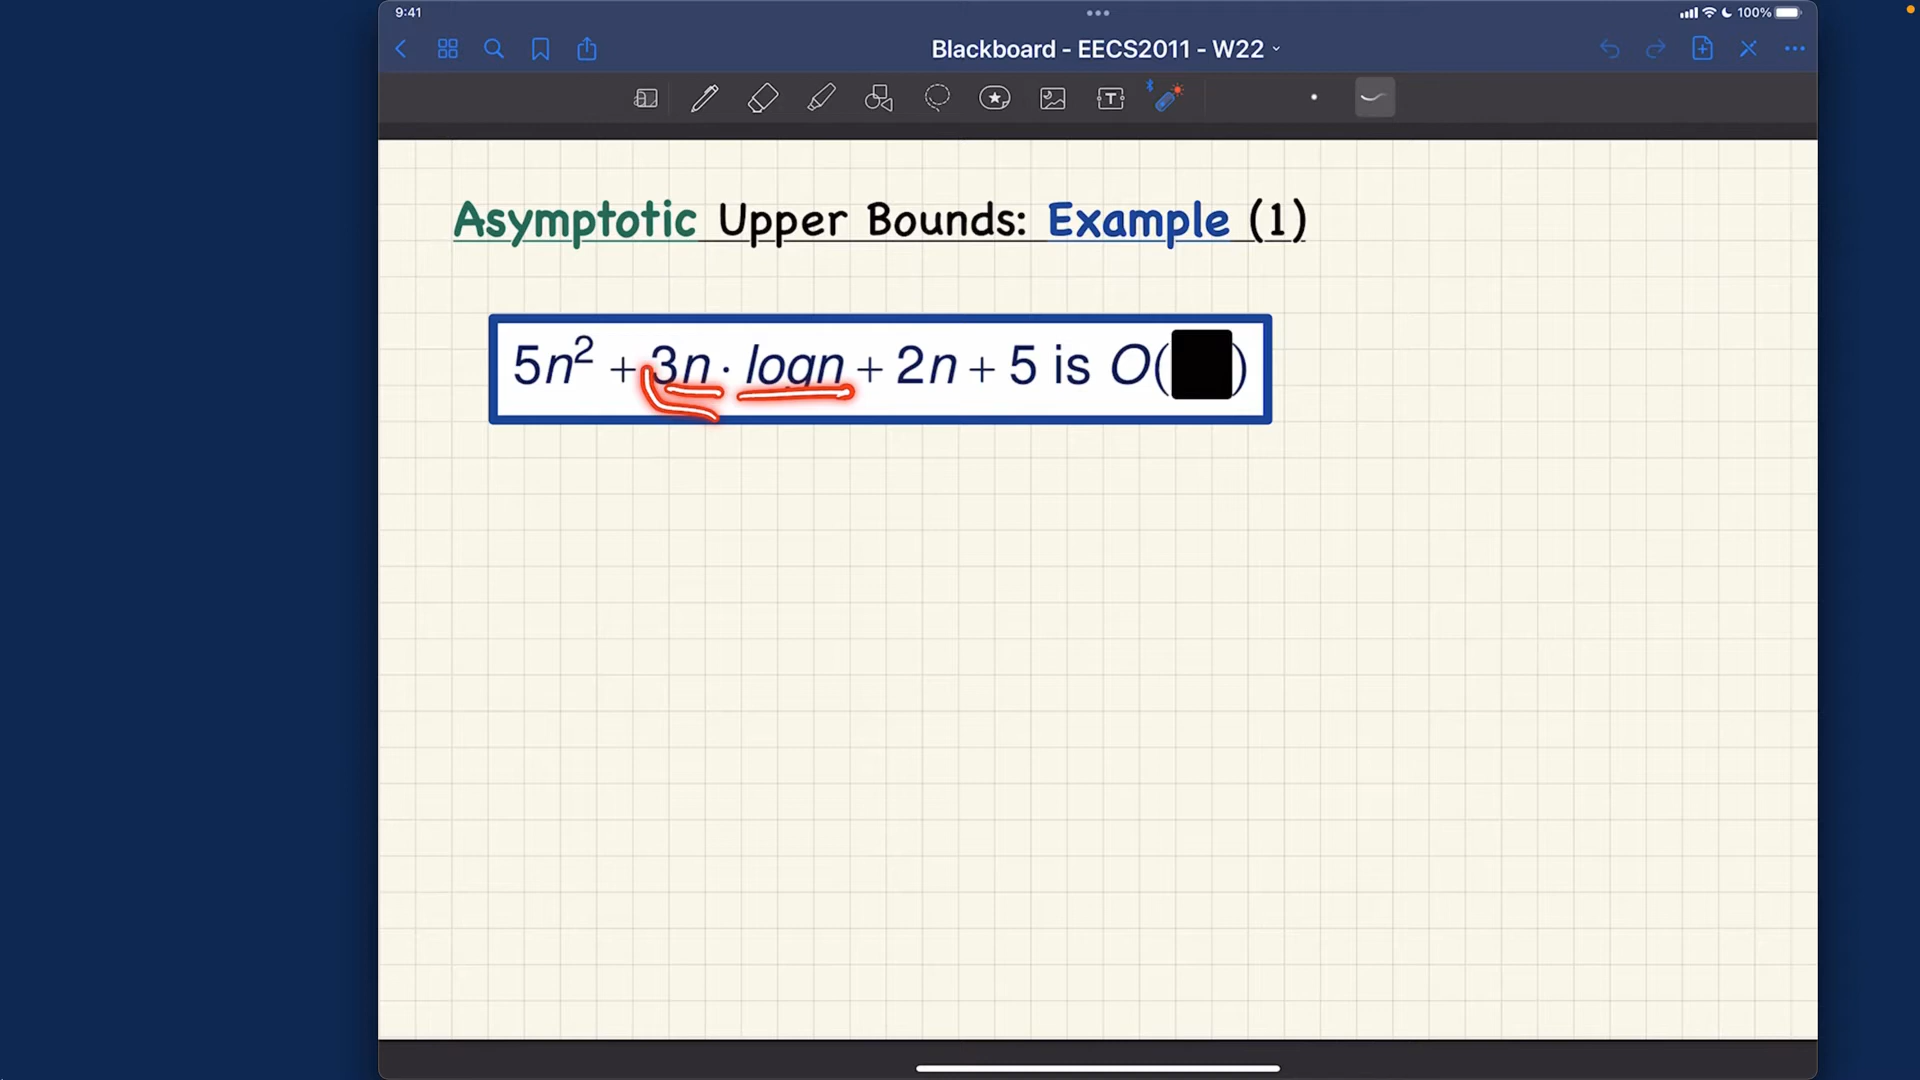 9:41
100%
Blackboard - EECS2011 - W22
T
Asymptotic Upper Bounds: Example (1)
5n² + 3n · logn + 2n + 5 is O( )